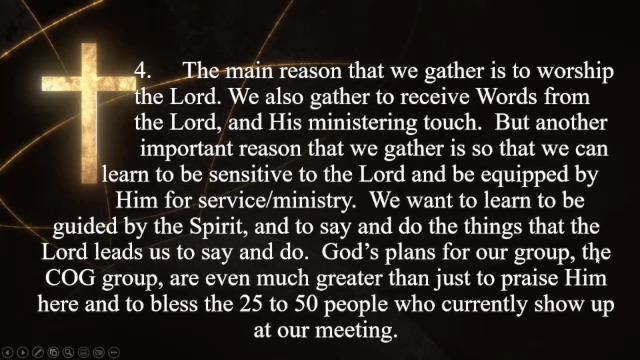 4. The main reason that we gather is to worship
the Lord. We also gather to receive Words from
the Lord, and His ministering touch. But another
important reason that we gather is so that we can
learn to be sensitive to the Lord and be equipped by
Him for service/ministry. We want to learn to be
guided by the Spirit, and to say and do the things that the
Lord leads us to say and do. God’s plans for our group, the
COG group, are even much greater than just to praise Him
here and to bless the 25 to 50 people who currently show up
at our meeting.